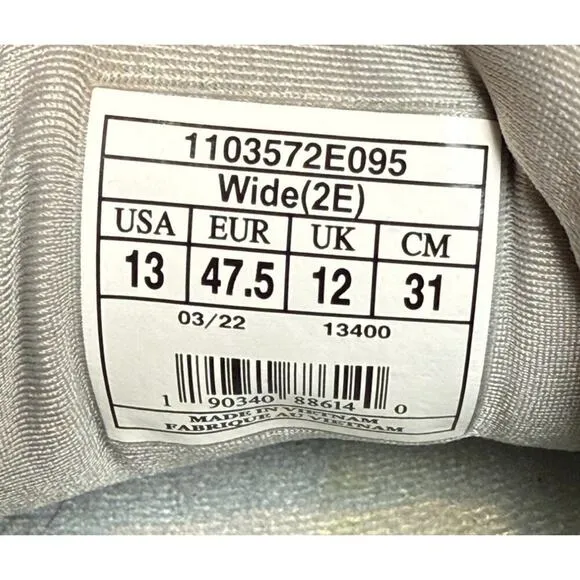 1103572E095
Wide(2E)
USA EUR UK CM
13 47.5 12 31
03/22 13400
1 90340 88614 0
MADE IN VIETNAM
FABRIQUE AU VIETNAM